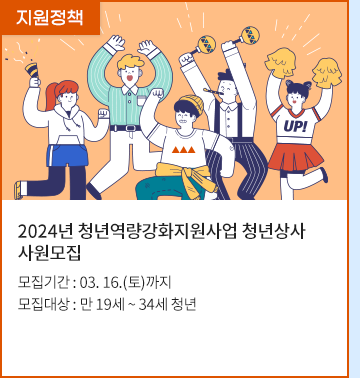 지원정책
UP!
2024년 청년역량강화지원사업 청년상사
사원모집
모집기간 : 03. 16.(토)까지
모집대상 : 만 19세 ~ 34세 청년